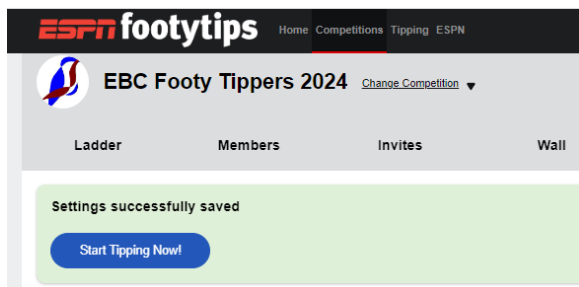 ESPN footytips Home Competitions Tipping ESPN
EBC Footy Tippers 2024 Change Competition ▼
Ladder Members Invites Wall
Settings successfully saved
Start Tipping Now!